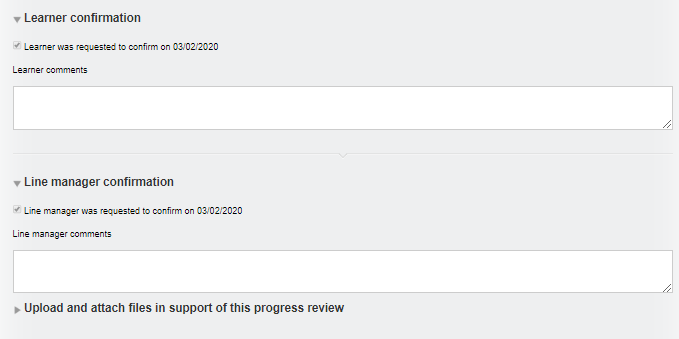 Learner confirmation
Learner was requested to confirm on 03/02/2020
Learner comments
Line manager confirmation
Line manager was requested to confirm on 03/02/2020
Line manager comments
Upload and attach files in support of this progress review